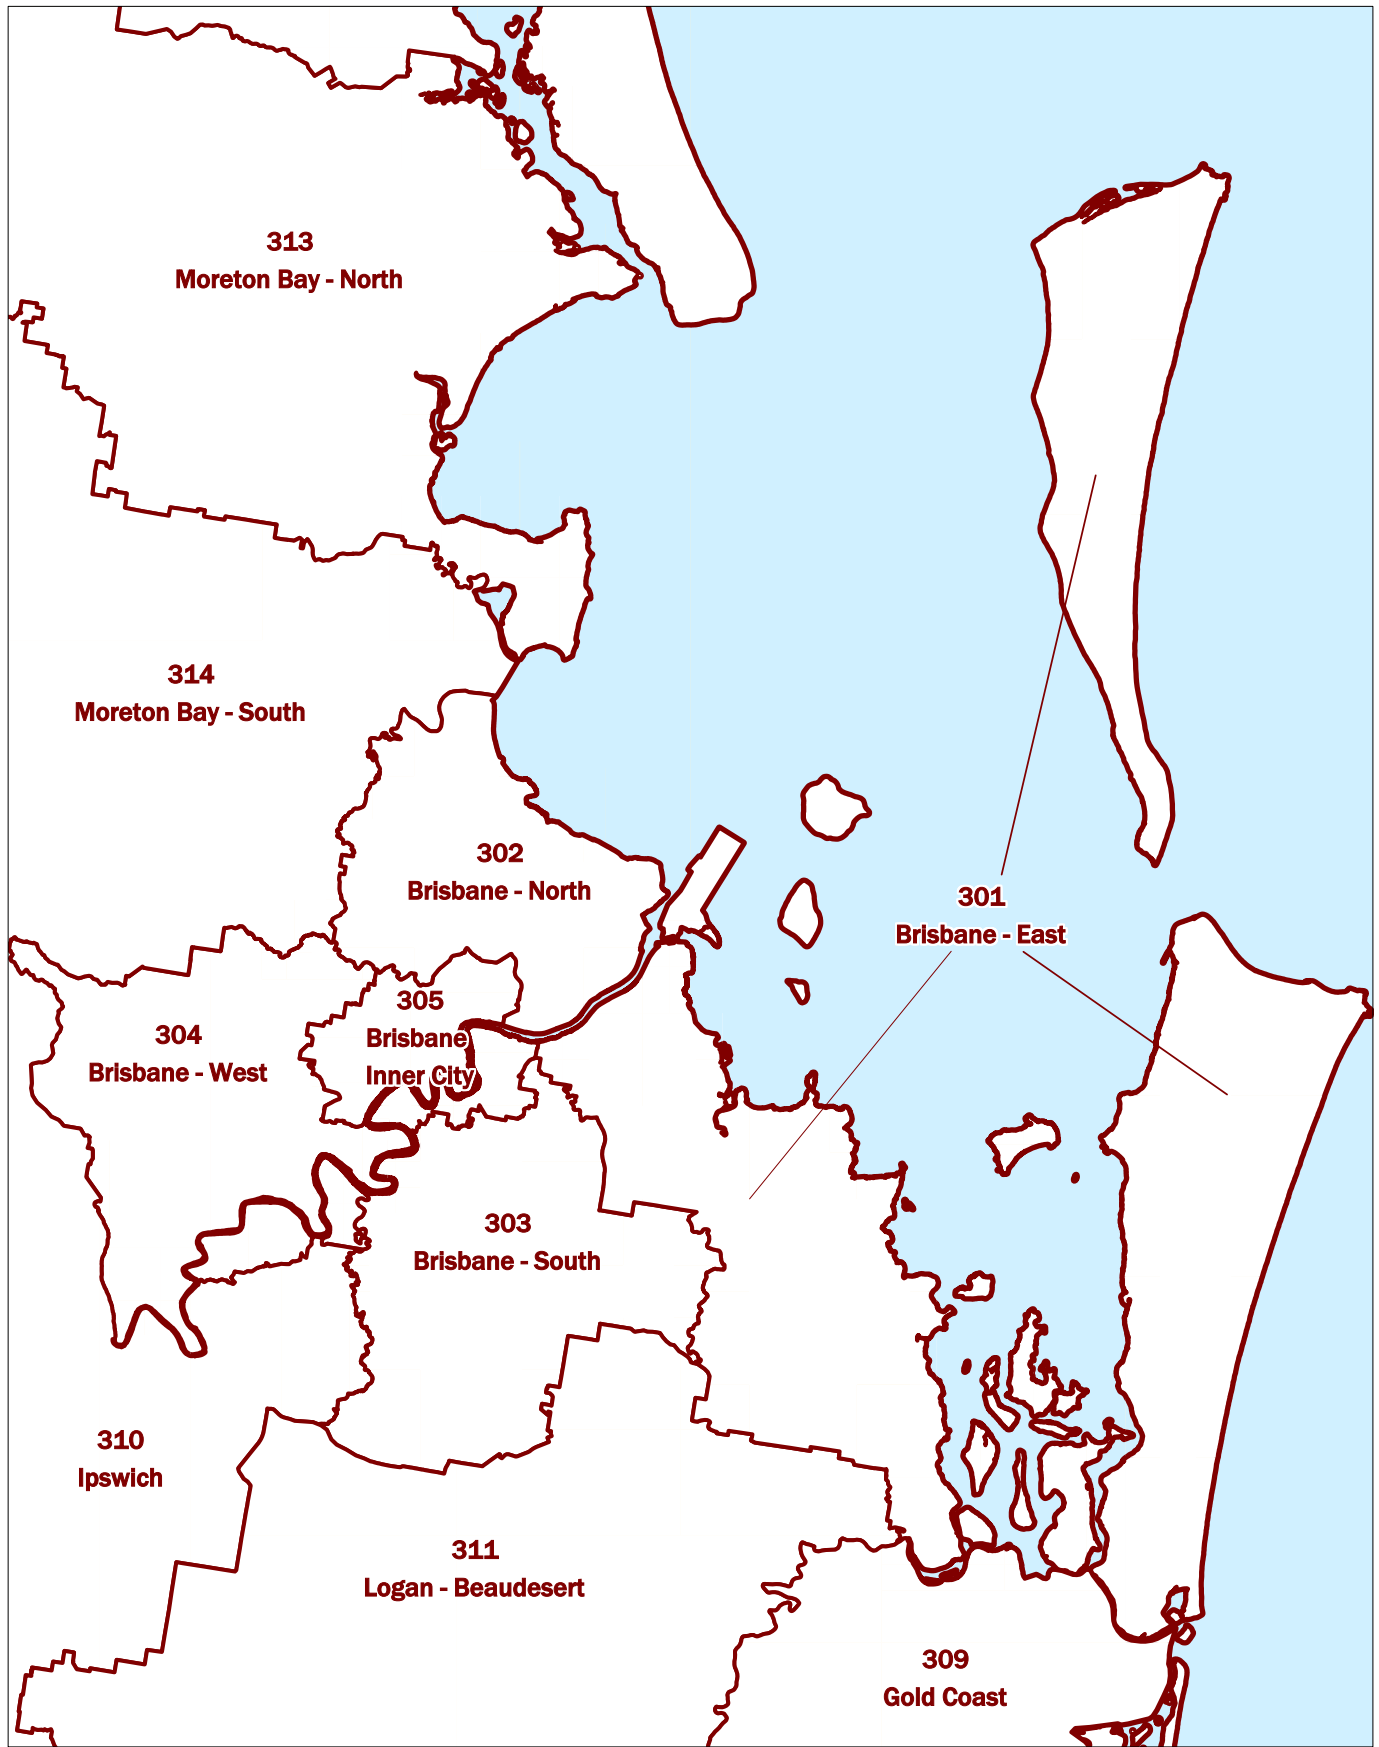 313
Moreton Bay - North
314
Moreton Bay - South
302
Brisbane - North
301
Brisbane - East
305
Brisbane
Inner City
304
Brisbane - West
303
Brisbane - South
310
Ipswich
311
Logan - Beaudesert
309
Gold Coast